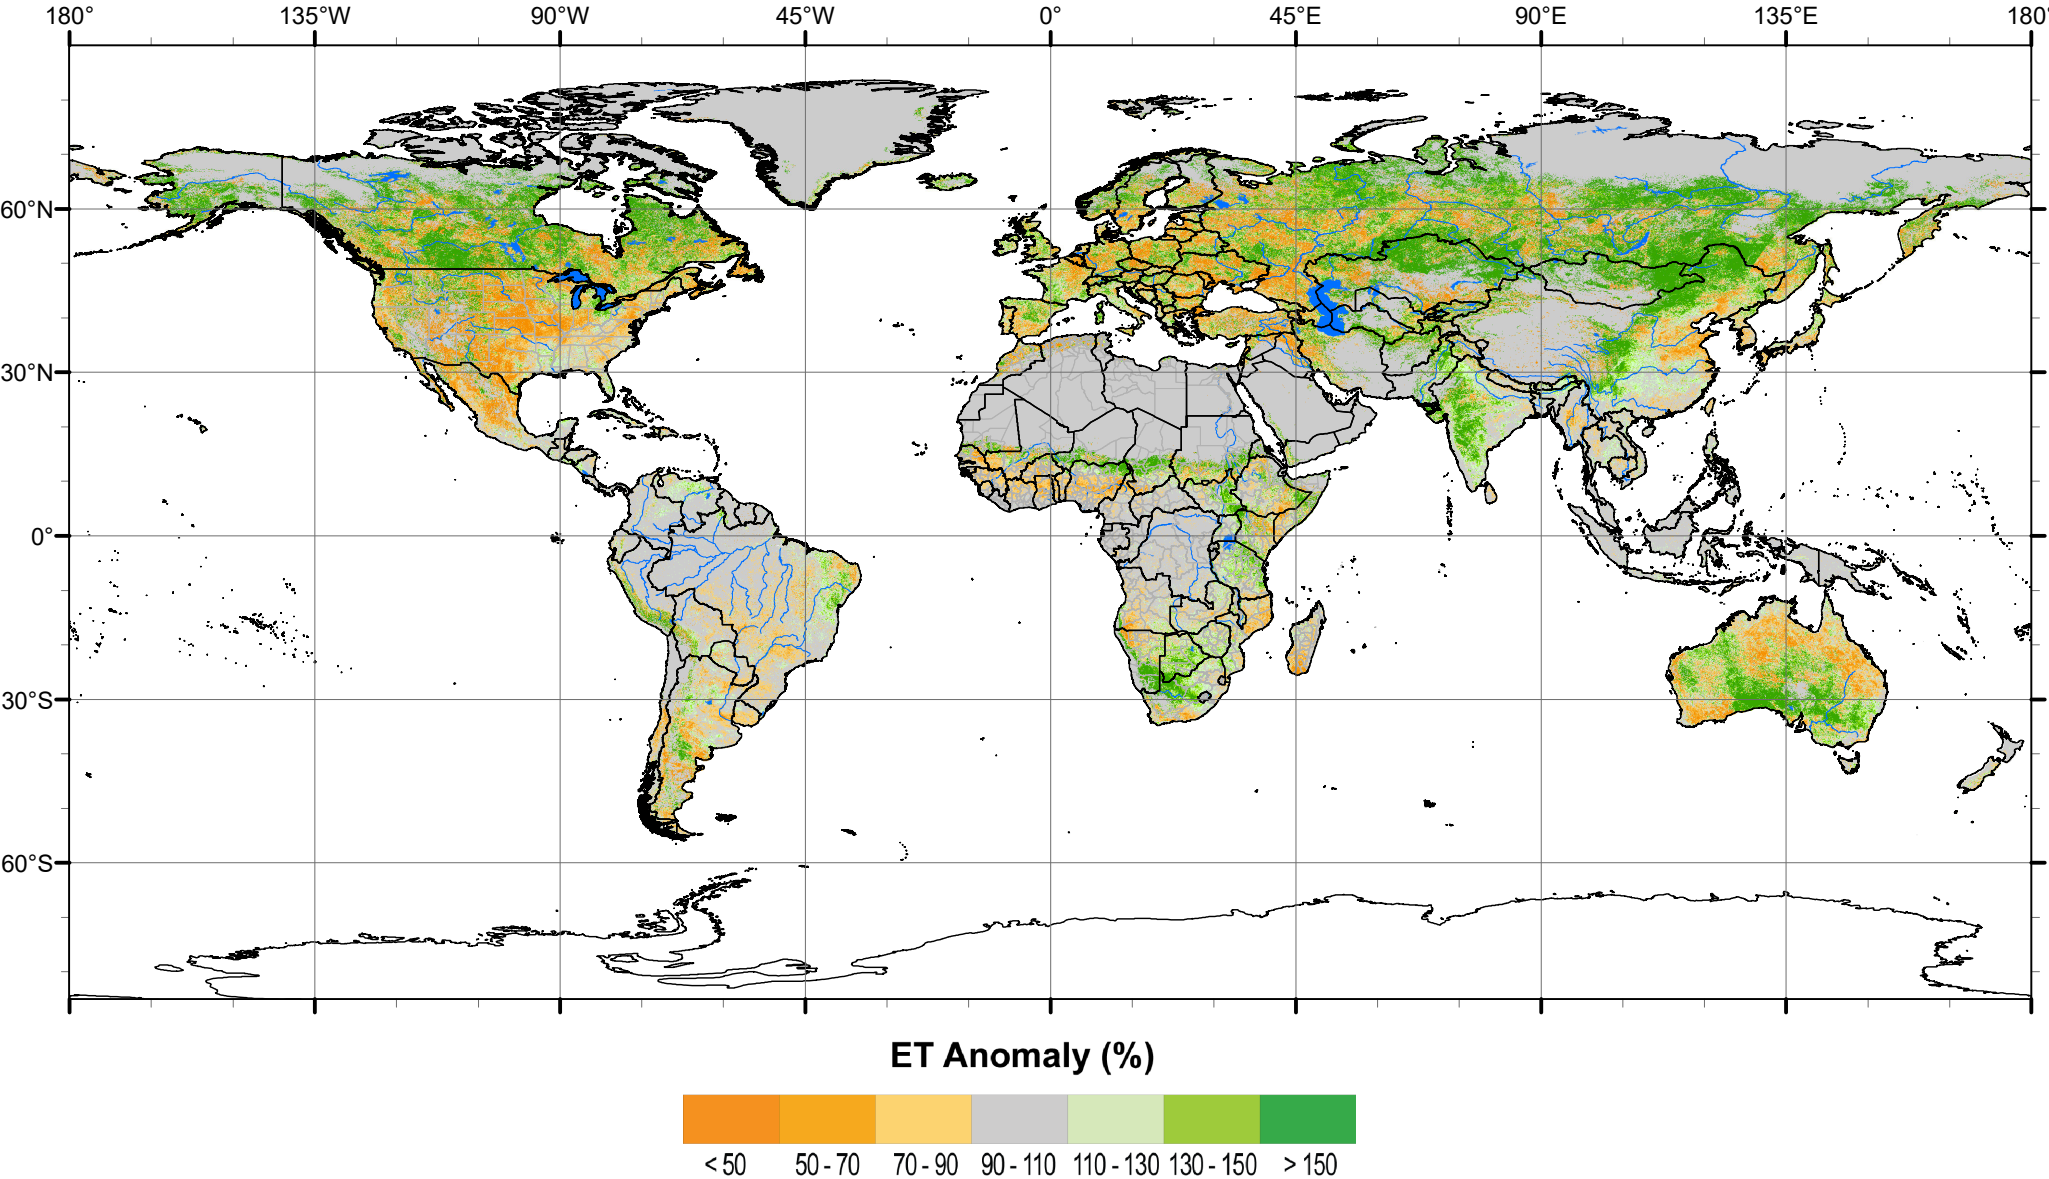 180° 135°W 90°W 45°W 0° 45°E 90°E 135°E 180°
60°N
30°N
0°
30°S
60°S
ET Anomaly (%)
< 50 50 - 70 70 - 90 90 - 110 110 - 130 130 - 150 > 150